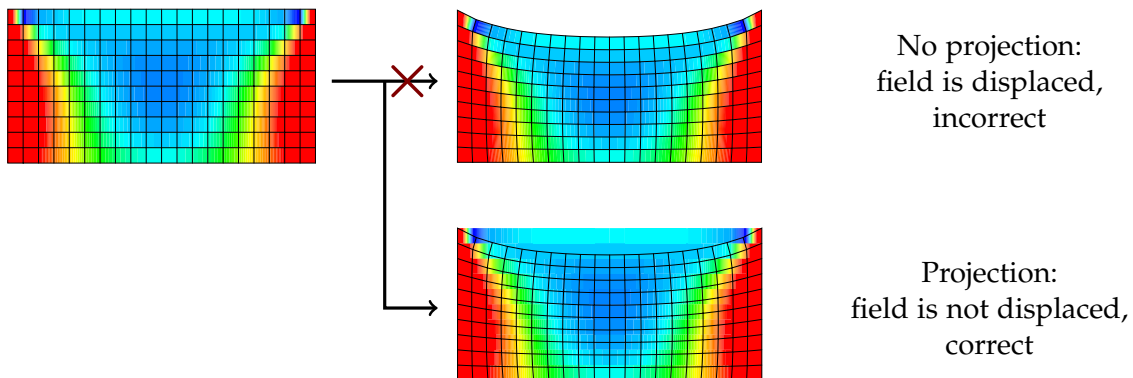 No projection:
field is displaced,
incorrect
Projection:
field is not displaced,
correct